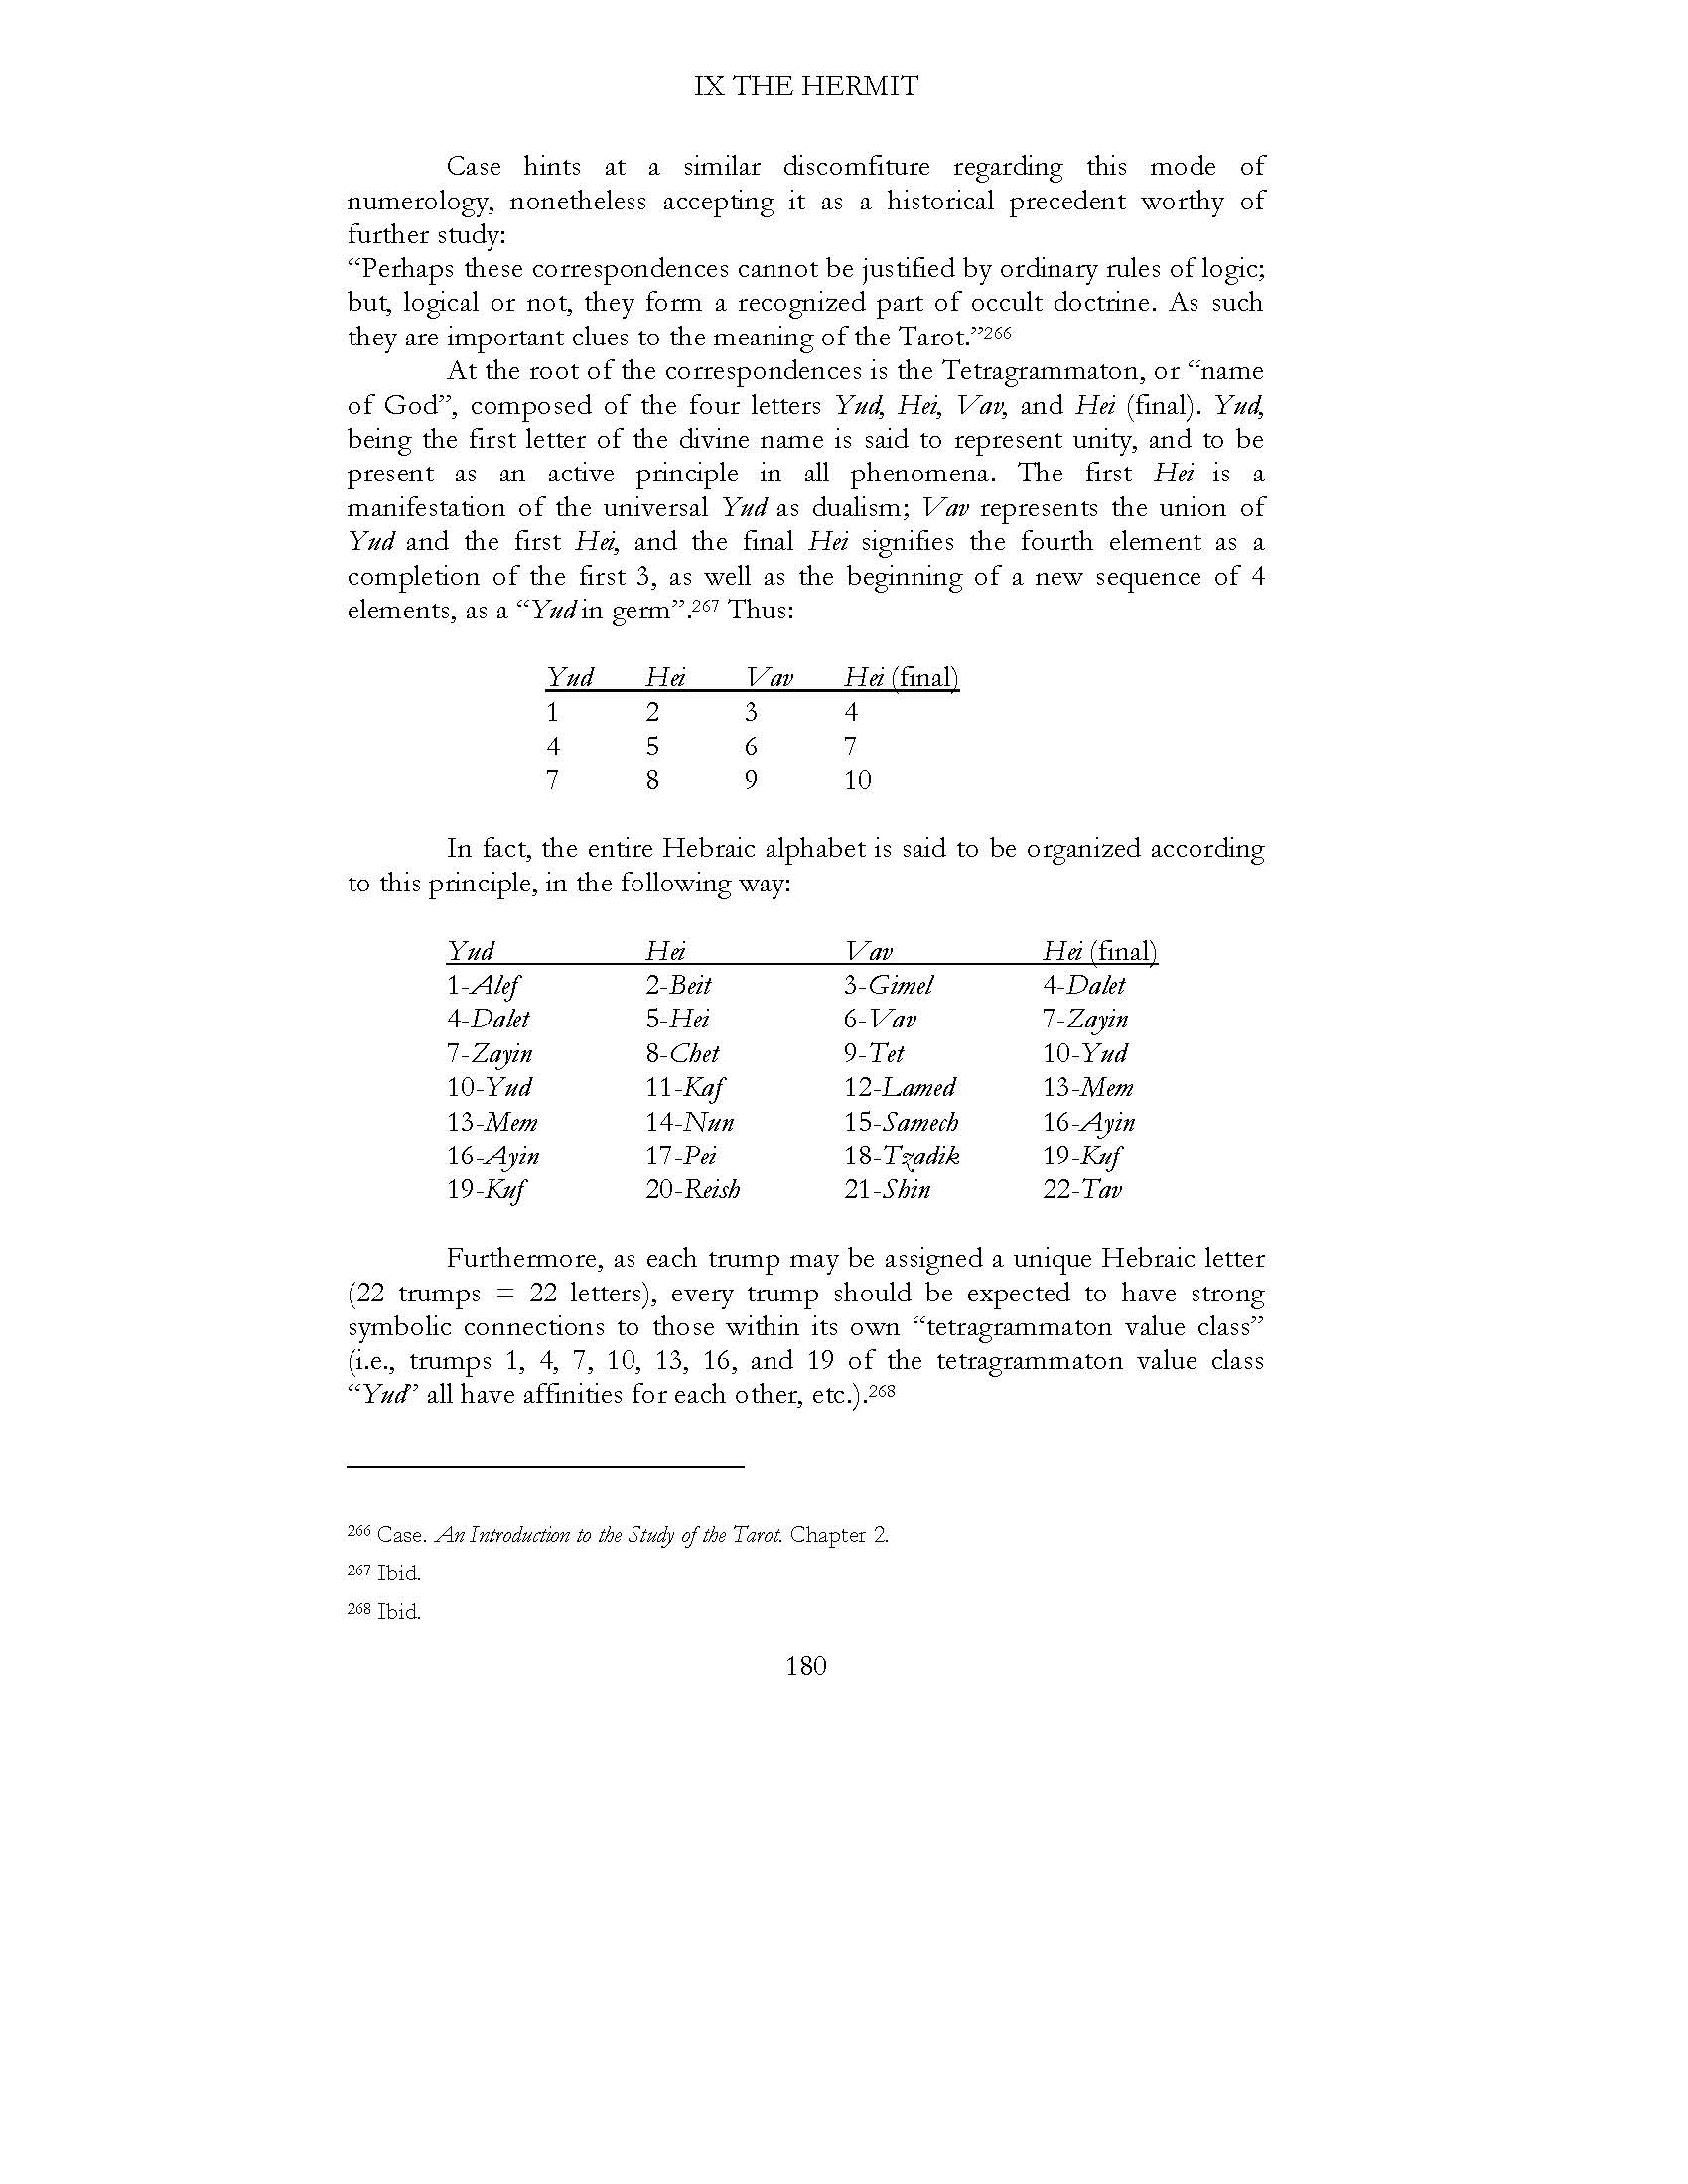 IX THE HERMIT
Case hints at a similar discomfiture regarding this mode of
numerology, nonetheless accepting it as a historical precedent worthy of
further study:
“Perhaps these correspondences cannot be justified by ordinary rules of logic;
but, logical or not, they form a recognized part of occult doctrine. As such
they are important clues to the meaning of the Tarot.”266
At the root of the correspondences is the Tetragrammaton, or “name
of God”, composed of the four letters Yud, Hei, Vav, and Hei (final). Yud,
being the first letter of the divine name is said to represent unity, and to be
present as an active principle in all phenomena. The first Hei is a
manifestation of the universal Yud as dualism; Vav represents the union of
Yud and the first Hei, and the final Hei signifies the fourth element as a
completion of the first 3, as well as the beginning of a new sequence of 4
elements, as a “Yud in germ”.267 Thus:
Yud Hei Vav Hei (final)
1 2 3 4
4 5 6 7
7 8 9 10
In fact, the entire Hebraic alphabet is said to be organized according
to this principle, in the following way:
Yud Hei Vav Hei (final)
1-Alef 2-Beit 3-Gimel 4-Dalet
4-Dalet 5-Hei 6-Vav 7-Zayin
7-Zayin 8-Chet 9-Tet 10-Yud
10-Yud 11-Kaf 12-Lamed 13-Mem
13-Mem 14-Nun 15-Samech 16-Ayin
16-Ayin 17-Pei 18-Tzadik 19-Kuf
19-Kuf 20-Reish 21-Shin 22-Tav
Furthermore, as each trump may be assigned a unique Hebraic letter
(22 trumps = 22 letters), every trump should be expected to have strong
symbolic connections to those within its own “tetragrammaton value class”
(i.e., trumps 1, 4, 7, 10, 13, 16, and 19 of the tetragrammaton value class
“Yud” all have affinities for each other, etc.).268
266 Case. An Introduction to the Study of the Tarot. Chapter 2.
267 Ibid.
268 Ibid.
180